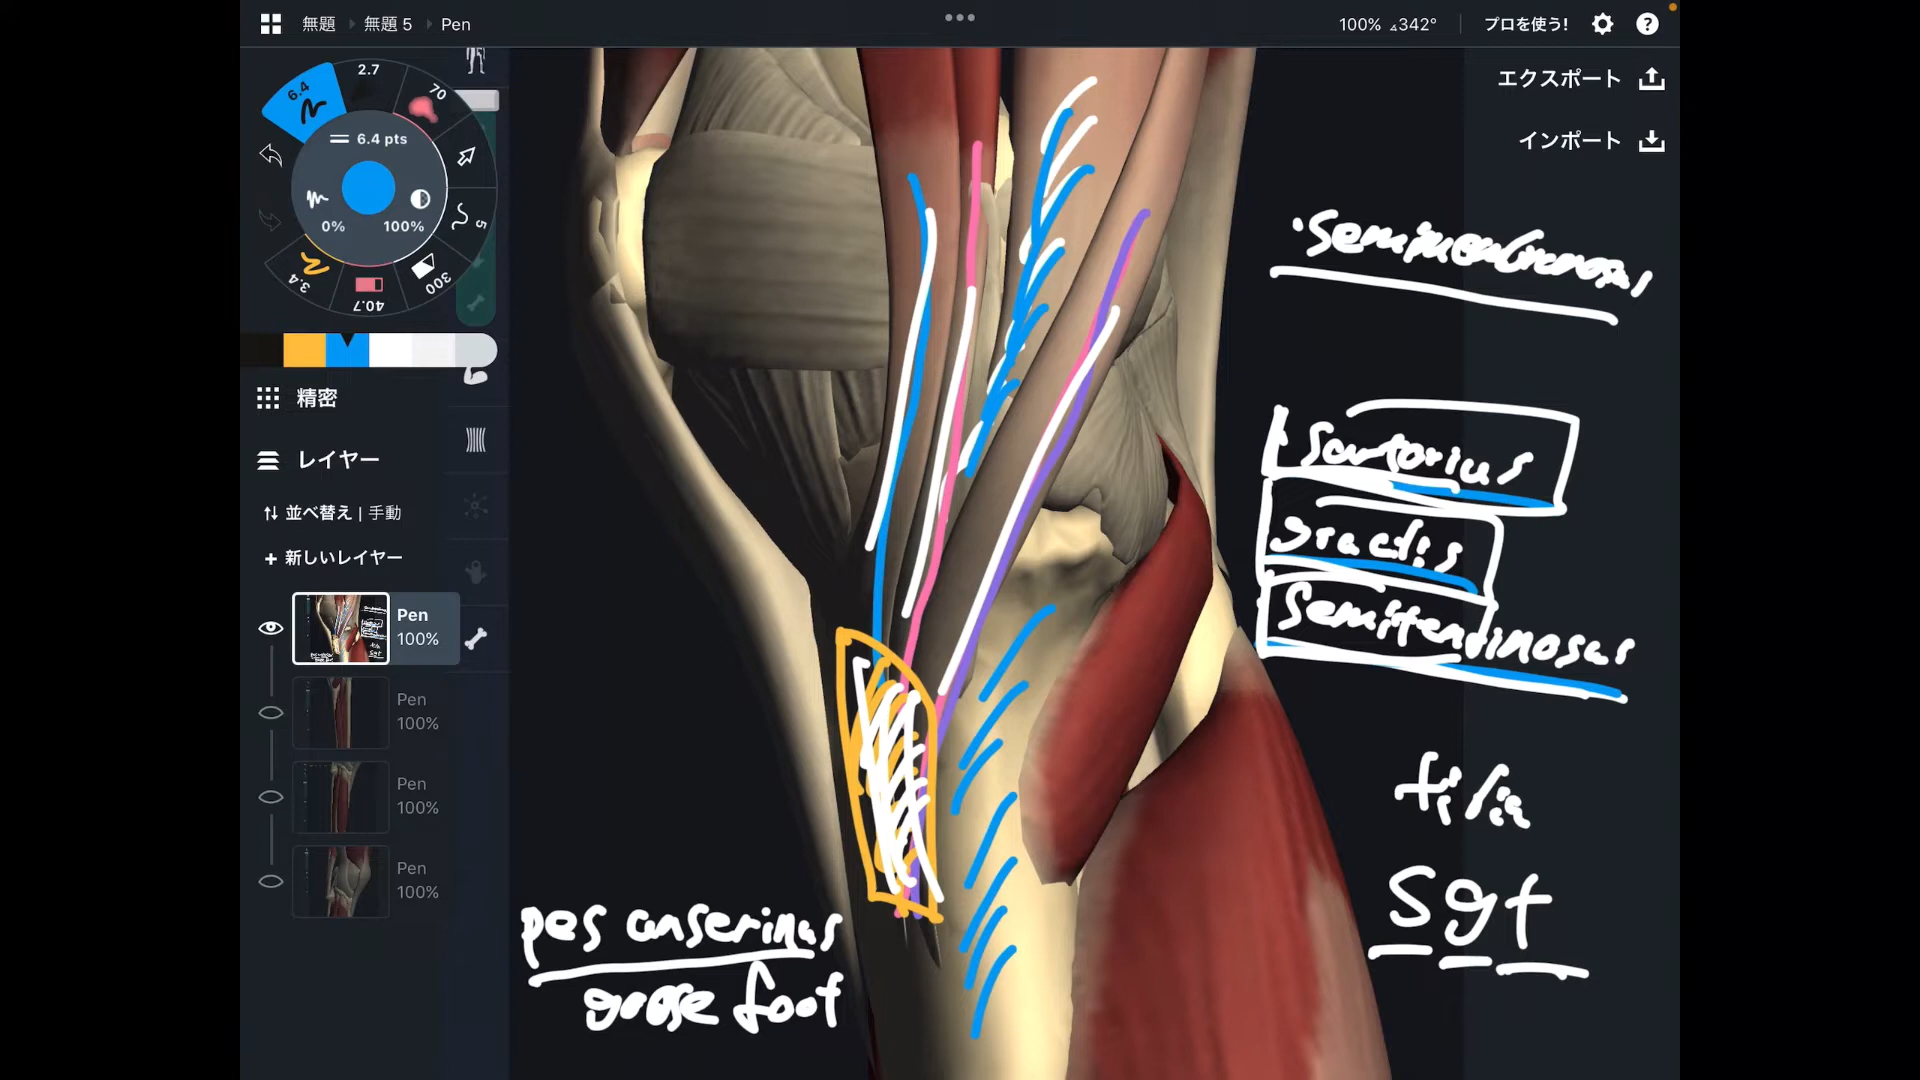 無題 無題 5 Pen
100% 342° プロを使う!
エクスポート
インポート
2.7
6.4
70
6.4 pts
0% 100%
5
3.4
40.7
300
精密
レイヤー
並べ替え | 手動
+ 新しいレイヤー
Pen
100%
Pen
100%
Pen
100%
Pen
100%
Sartorius
gracilis
Semitendinosus
Sgt
pes anserinus
goose foot